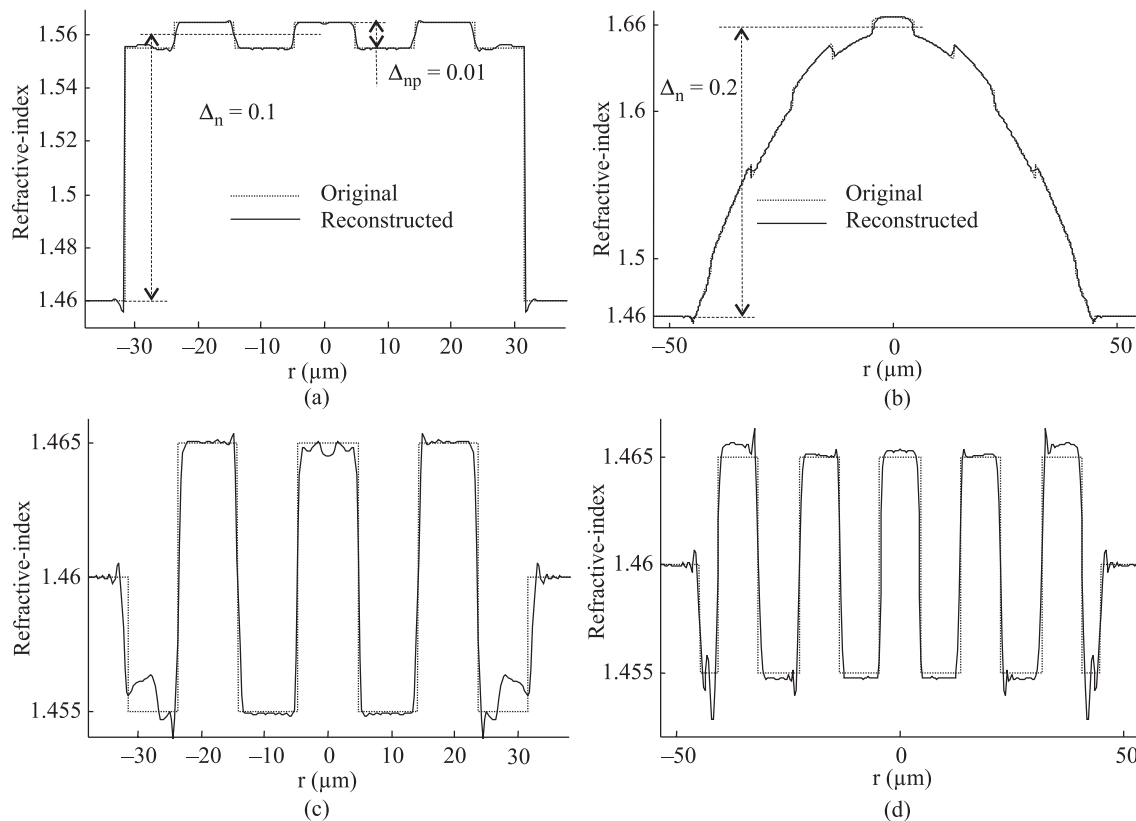 Refractive-index
1.56
1.54
1.52
1.5
1.48
1.46
Δn = 0.1
Δnp = 0.01
Original
Reconstructed
–30
–20
–10
0
10
20
30
r (µm)
(a)
Refractive-index
1.66
1.6
1.5
1.46
Δn = 0.2
Original
Reconstructed
–50
0
50
r (µm)
(b)
Refractive-index
1.465
1.46
1.455
–30
–20
–10
0
10
20
30
r (µm)
(c)
Refractive-index
1.465
1.46
1.455
–50
0
50
r (µm)
(d)